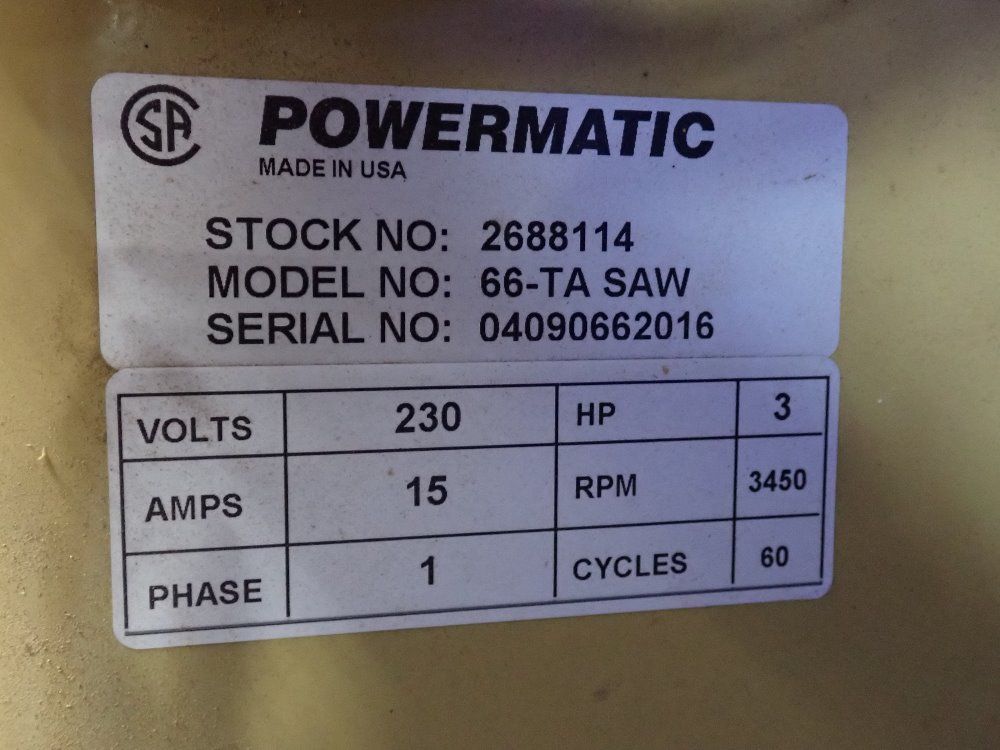 CSA POWERMATIC
MADE IN USA
STOCK NO: 2688114
MODEL NO: 66-TA SAW
SERIAL NO: 04090662016
VOLTS 230 HP 3
AMPS 15 RPM 3450
PHASE 1 CYCLES 60